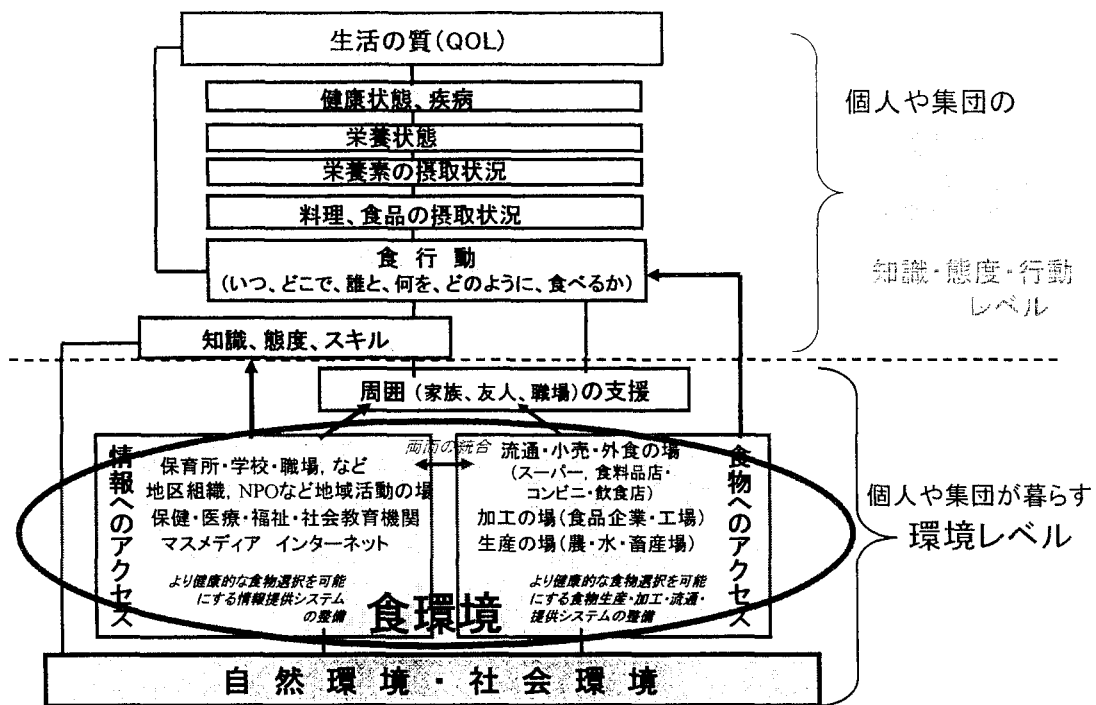 生活の質(QOL)
健康状態、疾病
栄養状態
栄養素の摂取状況
料理、食品の摂取状況
食 行 動
(いつ、どこで、誰と、何を、どのように、食べるか)
知識、態度、スキル
個人や集団の
知識・態度・行動
レベル
周囲(家族、友人、職場)の支援
情報へのアクセス
保育所・学校・職場, など
地区組織, NPOなど地域活動の場
保健・医療・福祉・社会教育機関
マスメディア インターネット
より健康的な食物選択を可能
にする情報提供システム
の整備
両面の統合
流通・小売・外食の場
(スーパー, 食料品店・
コンビニ・飲食店)
加工の場(食品企業・工場)
生産の場(農・水・畜産場)
より健康的な食物選択を可能
にする食物生産・加工・流通・
提供システムの整備
食物へのアクセス
食環境
個人や集団が暮らす
環境レベル
自 然 環 境 ・ 社 会 環 境